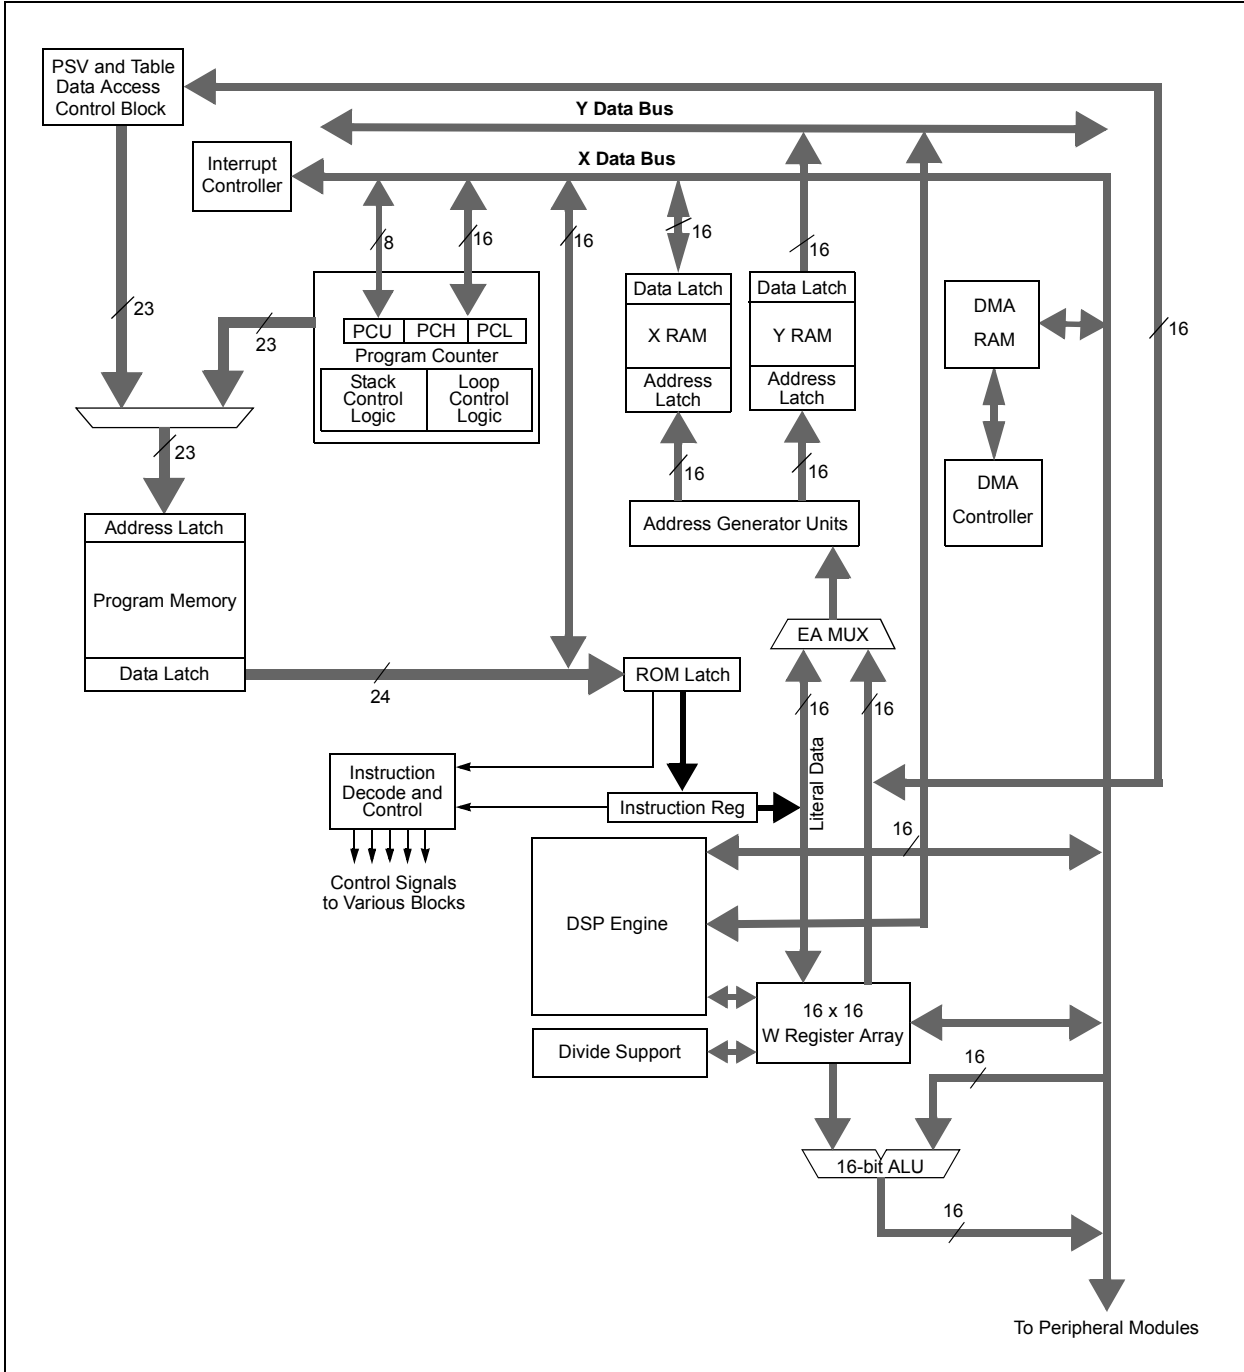 PSV and Table
Data Access
Control Block
Y Data Bus
X Data Bus
Interrupt
Controller
8
16
16
16
16
23
23
16
PCU
PCH
PCL
Program Counter
Stack
Control
Logic
Loop
Control
Logic
Data Latch
X RAM
Address
Latch
Data Latch
Y RAM
Address
Latch
DMA
RAM
23
16
16
DMA
Controller
Address Generator Units
Address Latch
Program Memory
Data Latch
24
EA MUX
ROM Latch
16
16
Literal Data
Instruction
Decode and
Control
Instruction Reg
Control Signals
to Various Blocks
16
DSP Engine
16 x 16
W Register Array
Divide Support
16
16-bit ALU
16
To Peripheral Modules